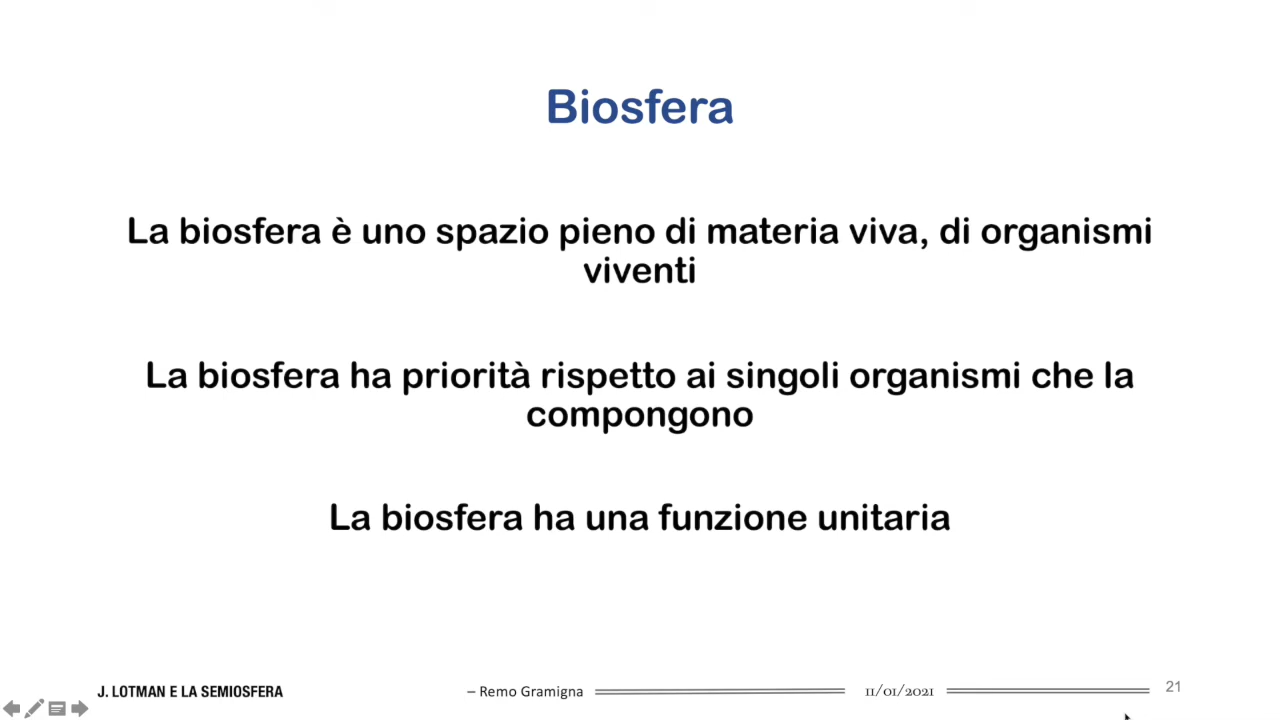 Biosfera
La biosfera è uno spazio pieno di materia viva, di organismi
viventi
La biosfera ha priorità rispetto ai singoli organismi che la
compongono
La biosfera ha una funzione unitaria
J. LOTMAN E LA SEMIOSFERA
– Remo Gramigna
11/01/2021
21